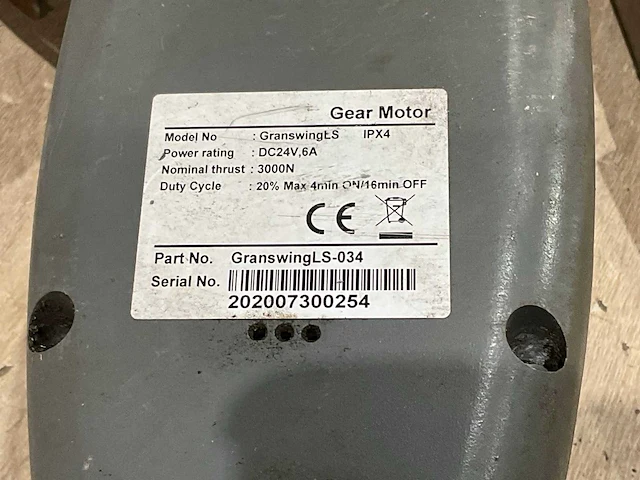 Gear Motor
Model No : GranswingLS IPX4
Power rating : DC24V,6A
Nominal thrust : 3000N
Duty Cycle : 20% Max 4min ON/16min OFF
CE
Part No. GranswingLS-034
Serial No.
202007300254